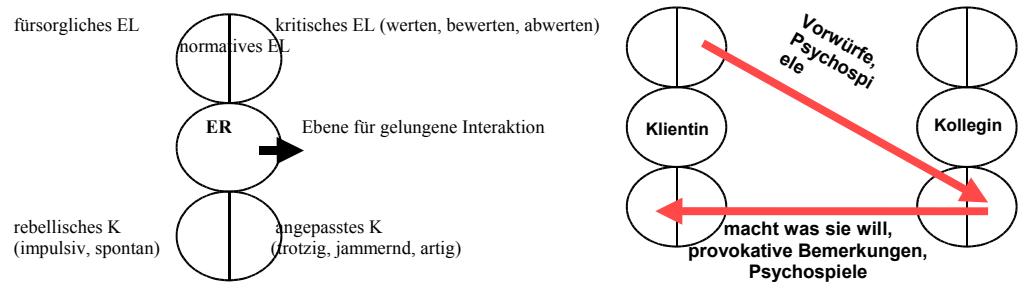 fürsorgliches EL
kritisches EL (werten, bewerten, abwerten)
normatives EL
ER
Ebene für gelungene Interaktion
rebellisches K
(impulsiv, spontan)
angepasstes K
(trotzig, jammernd, artig)
Vorwürfe,
Psychospi
ele
Klientin
Kollegin
macht was sie will,
provokative Bemerkungen,
Psychospiele